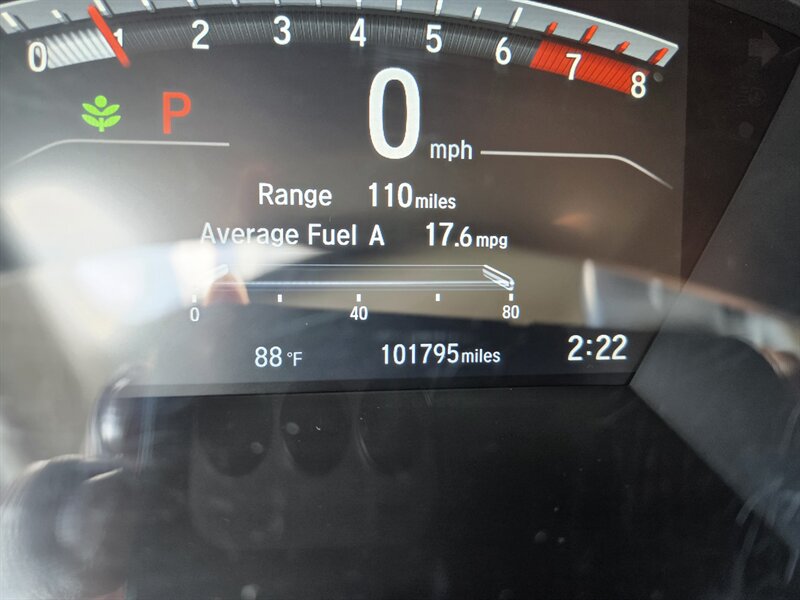 0 1 2 3 4 5 6 7 8
P 0 mph
Range 110 miles
Average Fuel A 17.6 mpg
0 40 80
88 °F 101795 miles 2:22